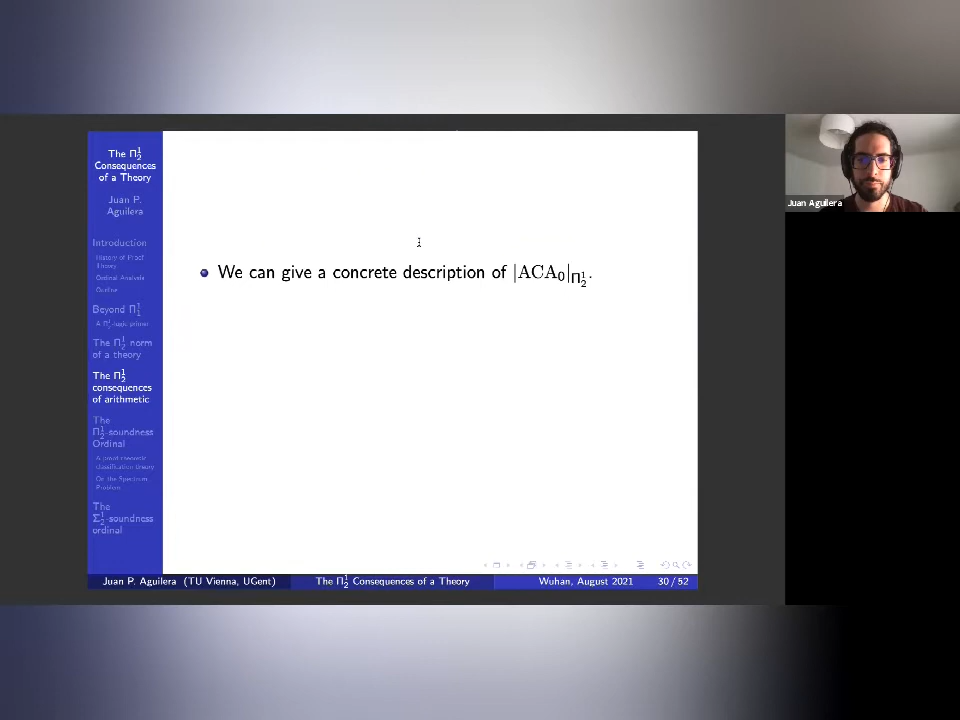 The Π¹₂
Consequences
of a Theory
Juan P.
Aguilera
Introduction
History of Proof
Theory
Ordinal Analysis
Outline
Beyond Π¹₁
A Π¹₂-logic primer
The Π¹₂ norm
of a theory
The Π¹₂
consequences
of arithmetic
The
Π¹₂-soundness
Ordinal
A proof-theoretic
classification theory
On the Spectrum
Problem
The
Σ¹₂-soundness
ordinal
We can give a concrete description of |ACA₀|Π¹₂.
Juan P. Aguilera (TU Vienna, UGent)
The Π¹₂ Consequences of a Theory
Wuhan, August 2021
30 / 52
Juan Aguilera